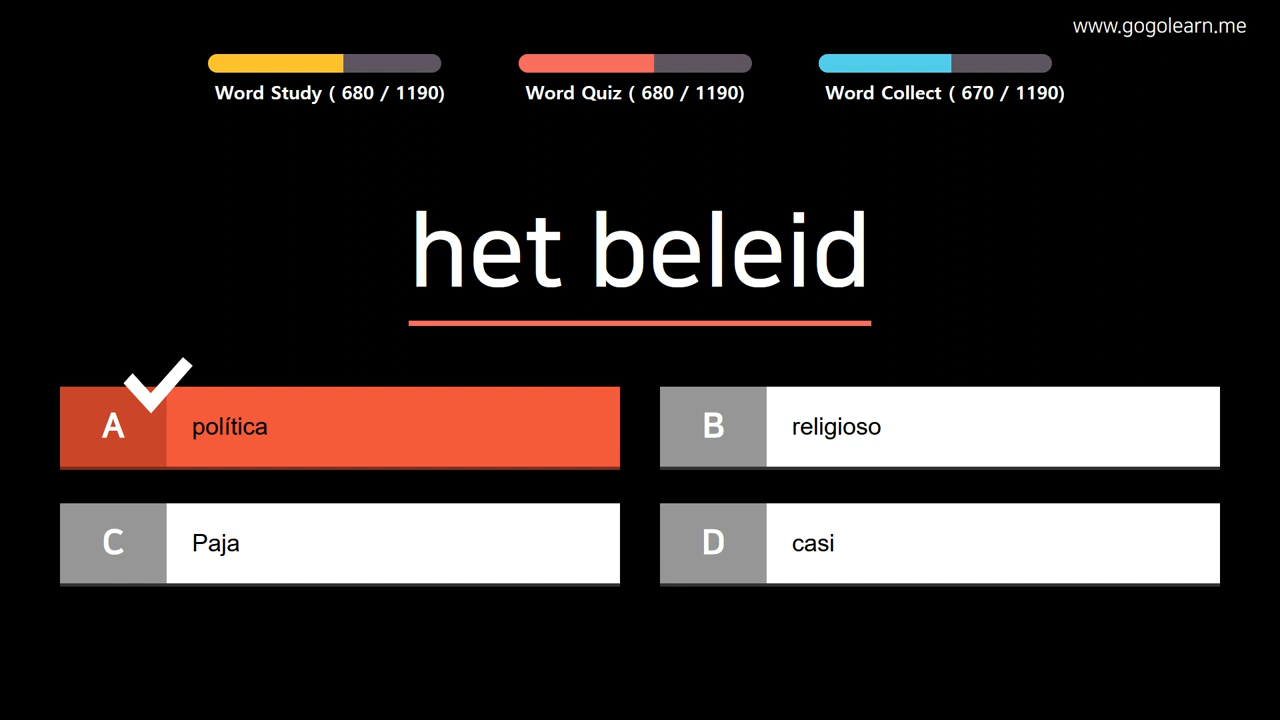 www.gogolearn.me
Word Study ( 680 / 1190)
Word Quiz ( 680 / 1190)
Word Collect ( 670 / 1190)
het beleid
A política
B religioso
C Paja
D casi